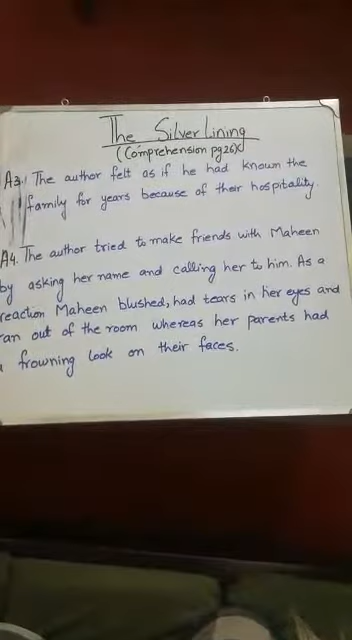 The Silver Lining
(Comprehension pg26)
A3. The author felt as if he had known the
family for years because of their hospitality.
A4. The author tried to make friends with Maheen
by asking her name and calling her to him. As a
reaction Maheen blushed, had tears in her eyes and
ran out of the room whereas her parents had
a frowning look on their faces.